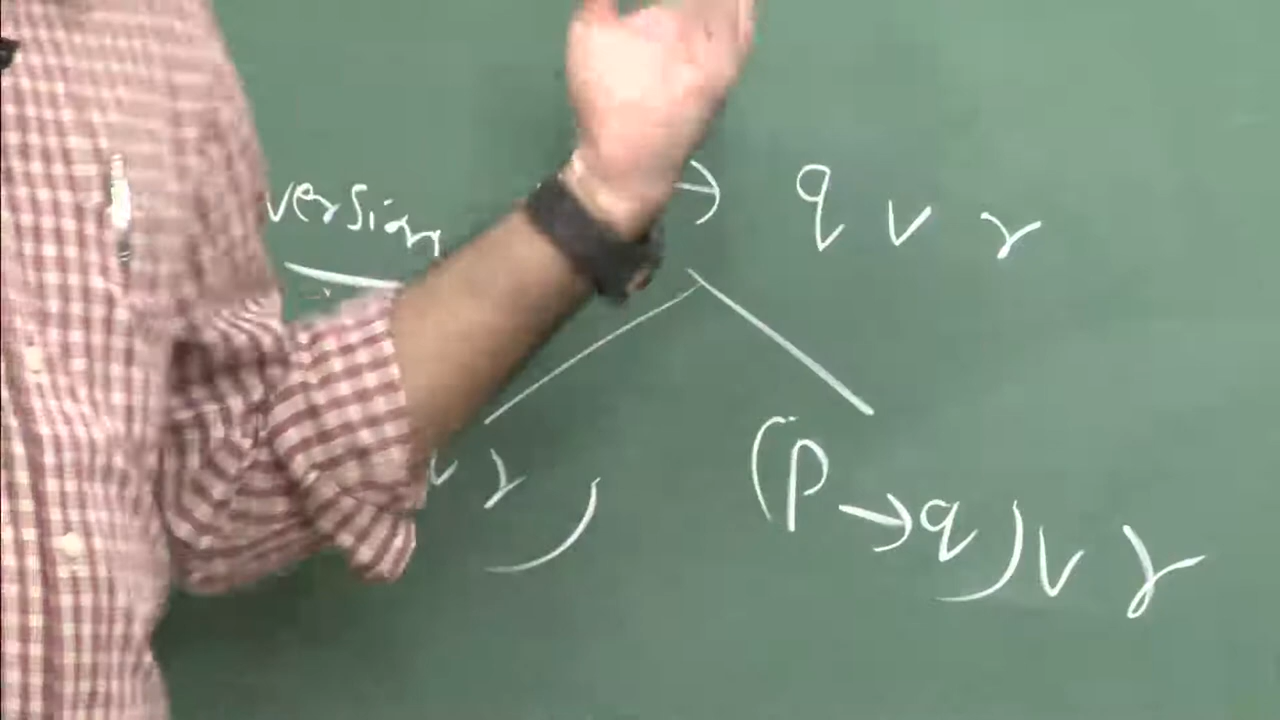 version → q ∨ r
∨ r ) (p → q) ∨ r